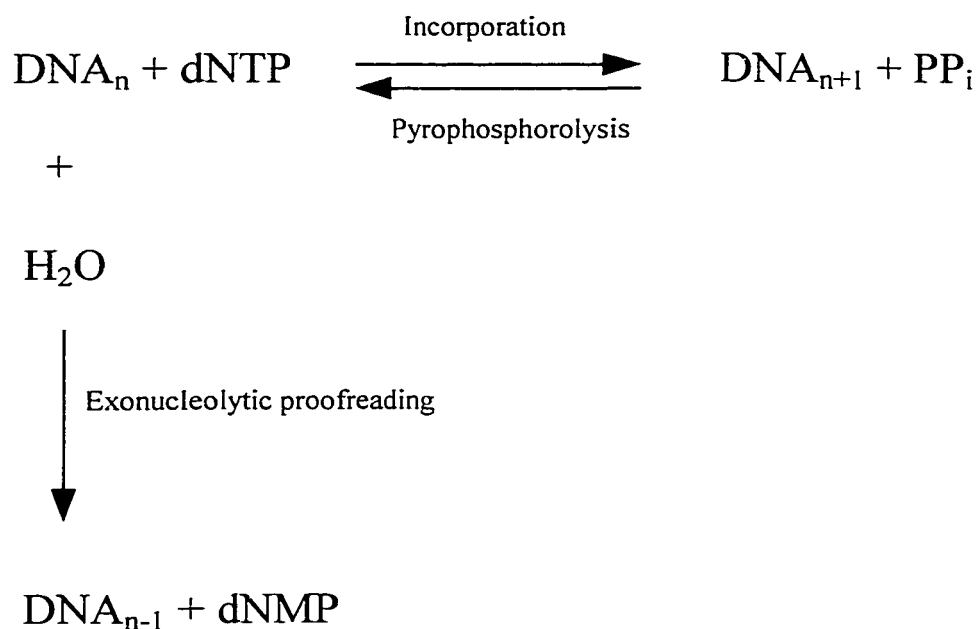 Incorporation
DNAₙ + dNTP DNAₙ₊₁ + PPᵢ
Pyrophosphorolysis
+
H₂O
Exonucleolytic proofreading
DNAₙ₋₁ + dNMP